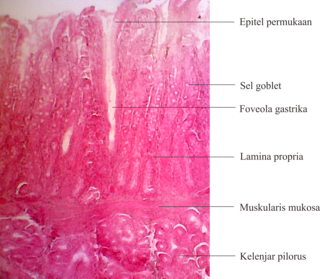 Epitel permukaan
Sel goblet
Foveola gastrika
Lamina propria
Muskularis mukosa
Kelenjar pilorus